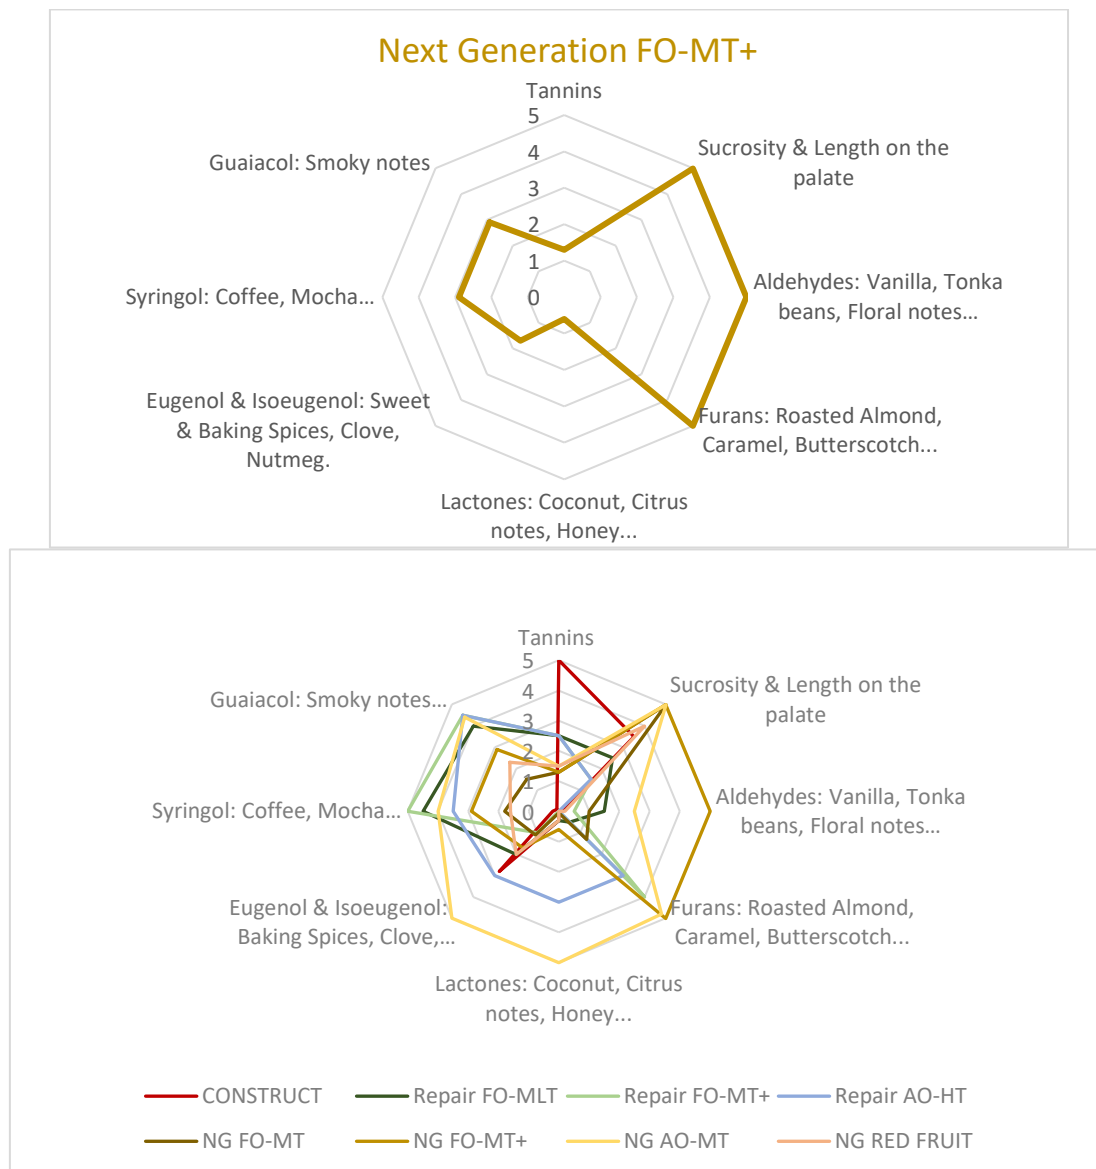 Next Generation FO-MT+
Tannins
5
4
3
2
1
0
Sucrosity & Length on the
palate
Aldehydes: Vanilla, Tonka
beans, Floral notes...
Furans: Roasted Almond,
Caramel, Butterscotch...
Lactones: Coconut, Citrus
notes, Honey...
Eugenol & Isoeugenol: Sweet
& Baking Spices, Clove,
Nutmeg.
Syringol: Coffee, Mocha...
Guaiacol: Smoky notes
Tannins
5
4
3
2
1
0
Sucrosity & Length on the
palate
Aldehydes: Vanilla, Tonka
beans, Floral notes...
Furans: Roasted Almond,
Caramel, Butterscotch...
Lactones: Coconut, Citrus
notes, Honey...
Eugenol & Isoeugenol:
Baking Spices, Clove,...
Syringol: Coffee, Mocha...
Guaiacol: Smoky notes...
CONSTRUCT
Repair FO-MLT
Repair FO-MT+
Repair AO-HT
NG FO-MT
NG FO-MT+
NG AO-MT
NG RED FRUIT